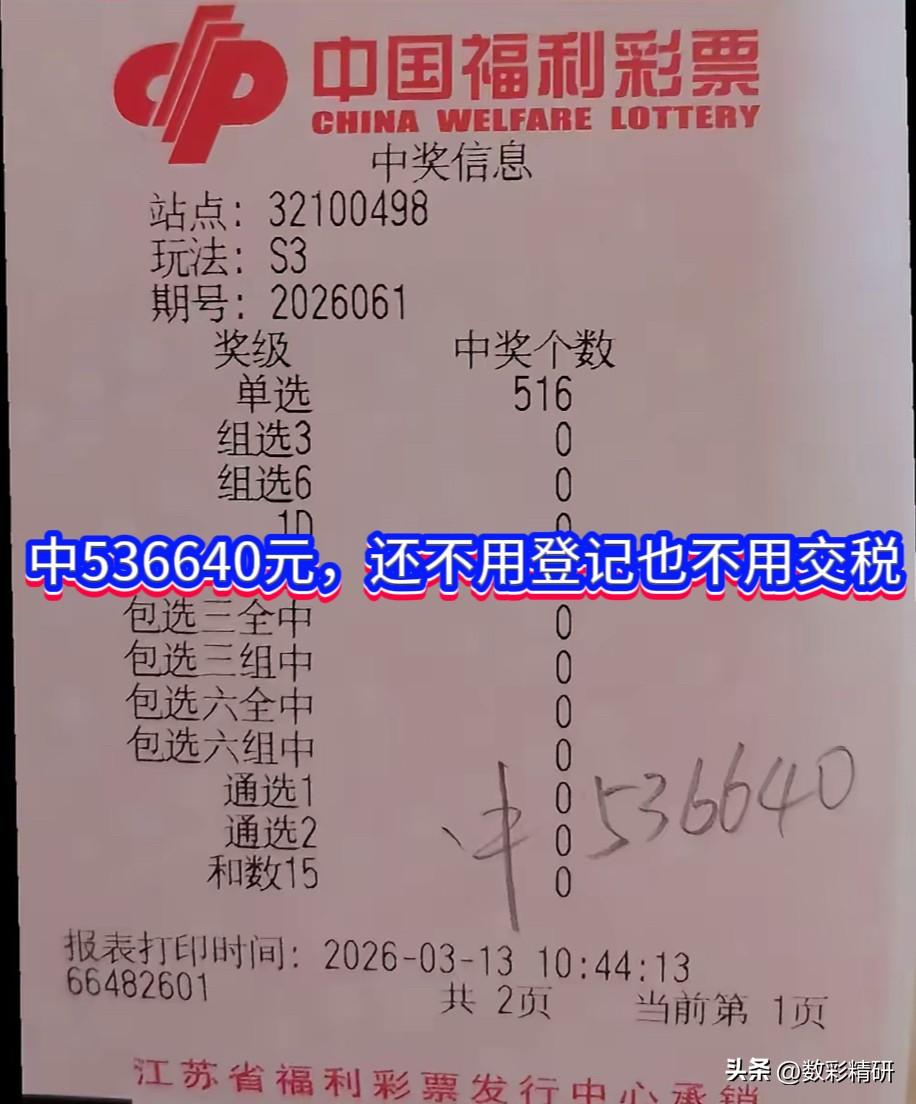 中国福利彩票
CHINA WELFARE LOTTERY
中奖信息
站点：32100498
玩法：S3
期号：2026061
奖级 中奖个数
单选 516
组选3 0
组选6 0
1D 0
中536640元，还不用登记也不用交税
包选三全中 0
包选三组中 0
包选六全中 0
包选六组中 0
通选1 0
通选2 0
和数15 0
中 536640
报表打印时间：2026-03-13 10:44:13
66482601 共 2页 当前第 1页
江苏省福利彩票发行中心承销
头条 @数彩精研